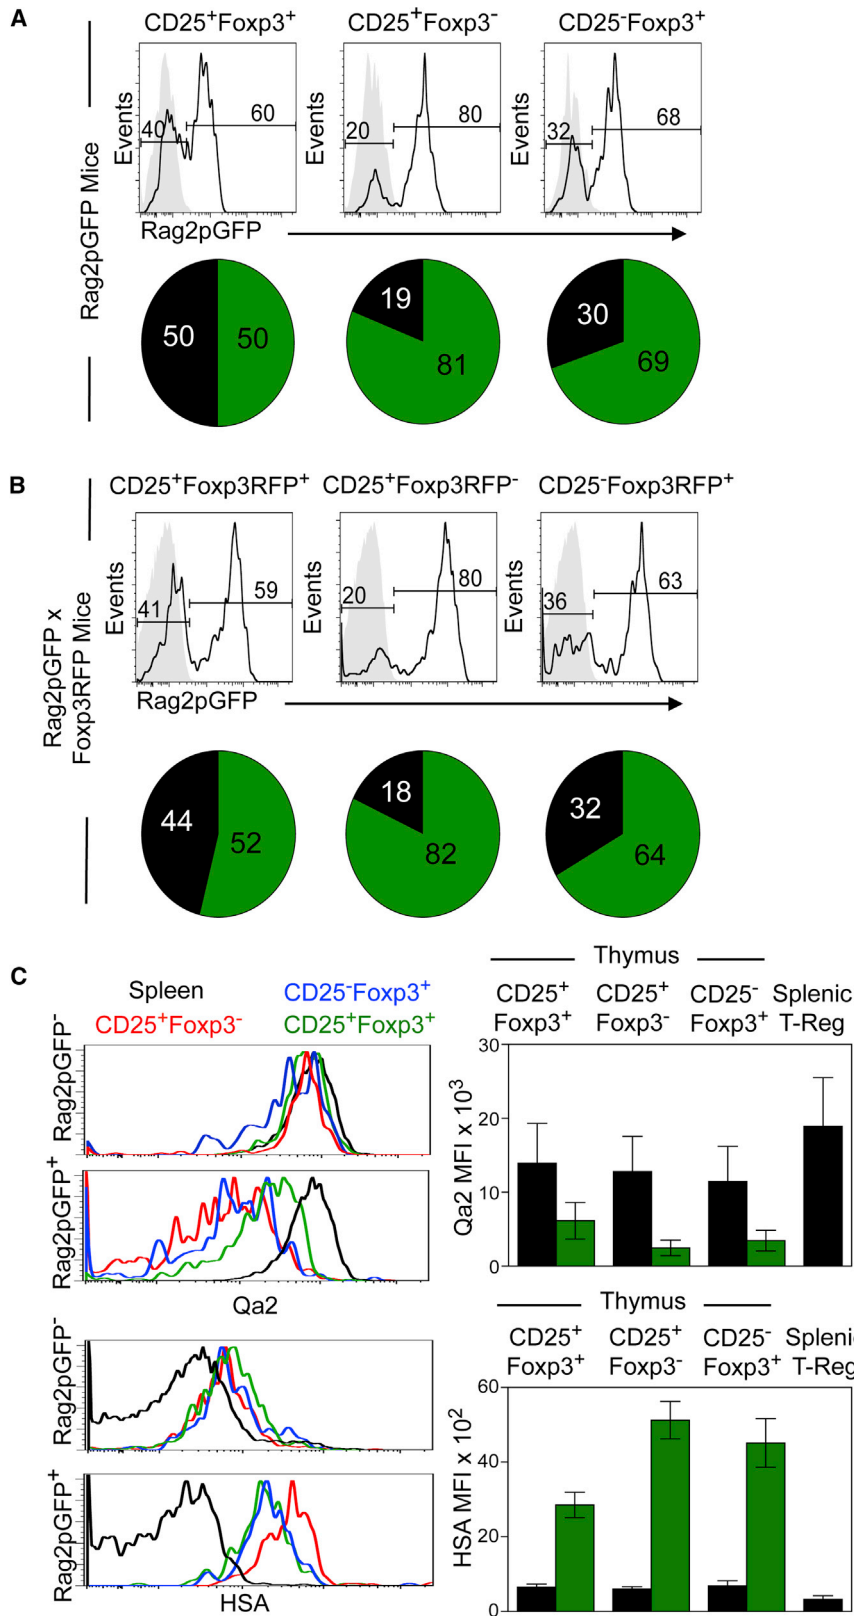 A
CD25+Foxp3+ CD25+Foxp3- CD25-Foxp3+
Rag2pGFP Mice
Events Events Events
40 60 20 80 32 68
Rag2pGFP
50 50 19 81 30 69
B
CD25+Foxp3RFP+ CD25+Foxp3RFP- CD25-Foxp3RFP+
Rag2pGFP x
Foxp3RFP Mice
Events Events Events
41 59 20 80 36 63
Rag2pGFP
44 52 18 82 32 64
C
Spleen CD25-Foxp3+
CD25+Foxp3- CD25+Foxp3+
Rag2pGFP-
Rag2pGFP+
Qa2
Rag2pGFP-
Rag2pGFP+
HSA
Thymus
CD25+ CD25+ CD25- Splenic
Foxp3+ Foxp3- Foxp3+ T-Reg
Qa2 MFI x 10³
30
20
10
0
Thymus
CD25+ CD25+ CD25- Splenic
Foxp3+ Foxp3- Foxp3+ T-Reg
HSA MFI x 10²
60
40
20
0